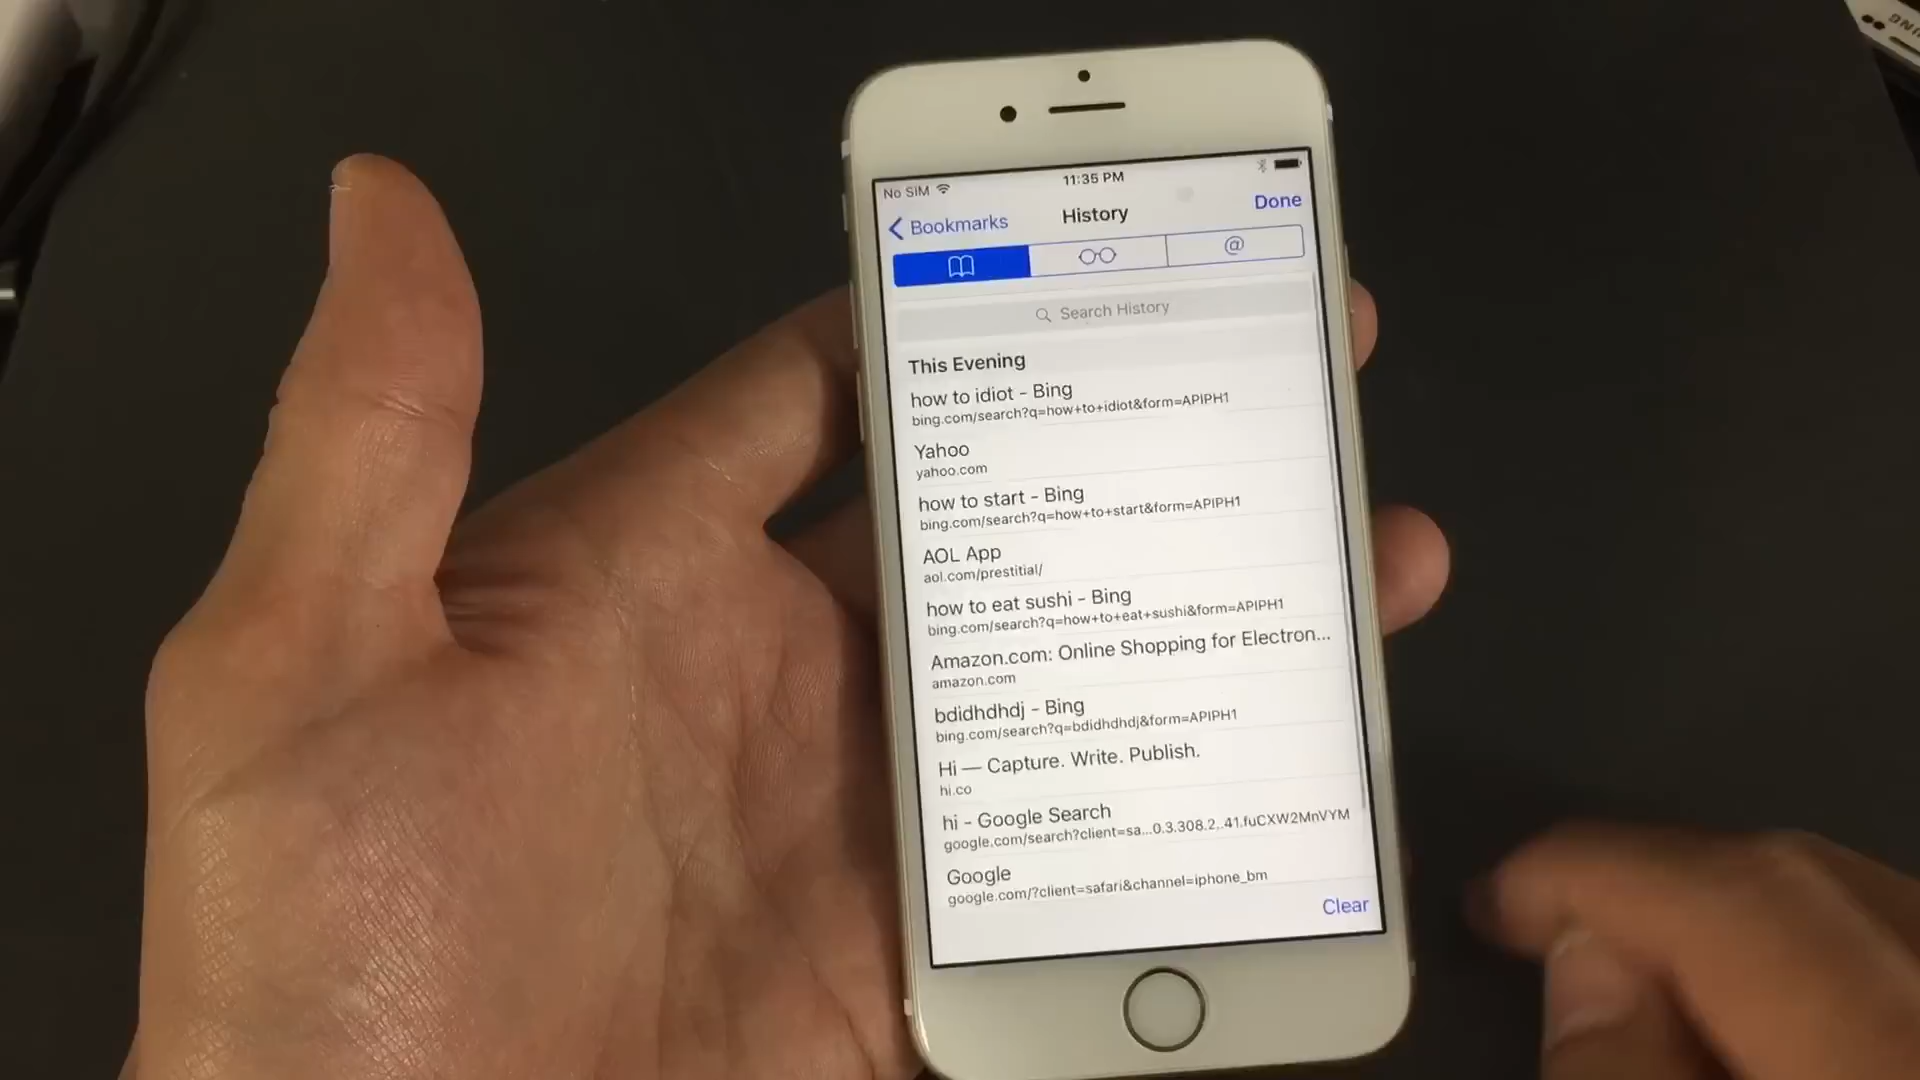 No SIM
11:35 PM
Bookmarks
History
Done
@
Search History
This Evening
how to idiot - Bing
bing.com/search?q=how+to+idiot&form=APIPH1
Yahoo
yahoo.com
how to start - Bing
bing.com/search?q=how+to+start&form=APIPH1
AOL App
aol.com/prestitial/
how to eat sushi - Bing
bing.com/search?q=how+to+eat+sushi&form=APIPH1
Amazon.com: Online Shopping for Electron...
amazon.com
bdidhdhdj - Bing
bing.com/search?q=bdidhdhdj&form=APIPH1
Hi — Capture. Write. Publish.
hi.co
hi - Google Search
google.com/search?client=sa...0.3.308.2..41.fuCXW2MnVYM
Google
google.com/?client=safari&channel=iphone_bm
Clear